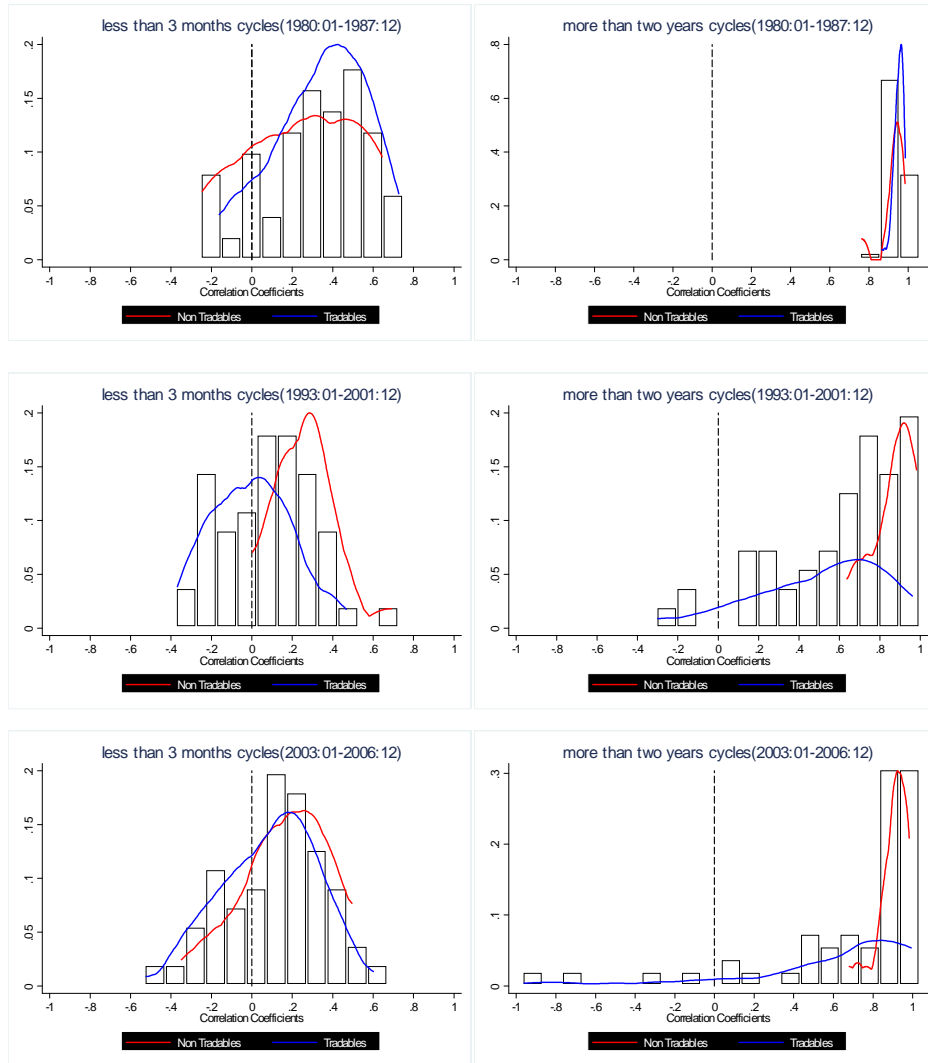 less than 3 months cycles(1980:01-1987:12)
.2
.15
.1
.05
0
-1 -.8 -.6 -.4 -.2 0 .2 .4 .6 .8 1
Correlation Coefficients
Non Tradables Tradables
more than two years cycles(1980:01-1987:12)
.8
.6
.4
.2
0
-1 -.8 -.6 -.4 -.2 0 .2 .4 .6 .8 1
Correlation Coefficients
Non Tradables Tradables
less than 3 months cycles(1993:01-2001:12)
.2
.15
.1
.05
0
-1 -.8 -.6 -.4 -.2 0 .2 .4 .6 .8 1
Correlation Coefficients
Non Tradables Tradables
more than two years cycles(1993:01-2001:12)
.2
.15
.1
.05
0
-1 -.8 -.6 -.4 -.2 0 .2 .4 .6 .8 1
Correlation Coefficients
Non Tradables Tradables
less than 3 months cycles(2003:01-2006:12)
.2
.15
.1
.05
0
-1 -.8 -.6 -.4 -.2 0 .2 .4 .6 .8 1
Correlation Coefficients
Non Tradables Tradables
more than two years cycles(2003:01-2006:12)
.3
.2
.1
0
-1 -.8 -.6 -.4 -.2 0 .2 .4 .6 .8 1
Correlation Coefficients
Non Tradables Tradables